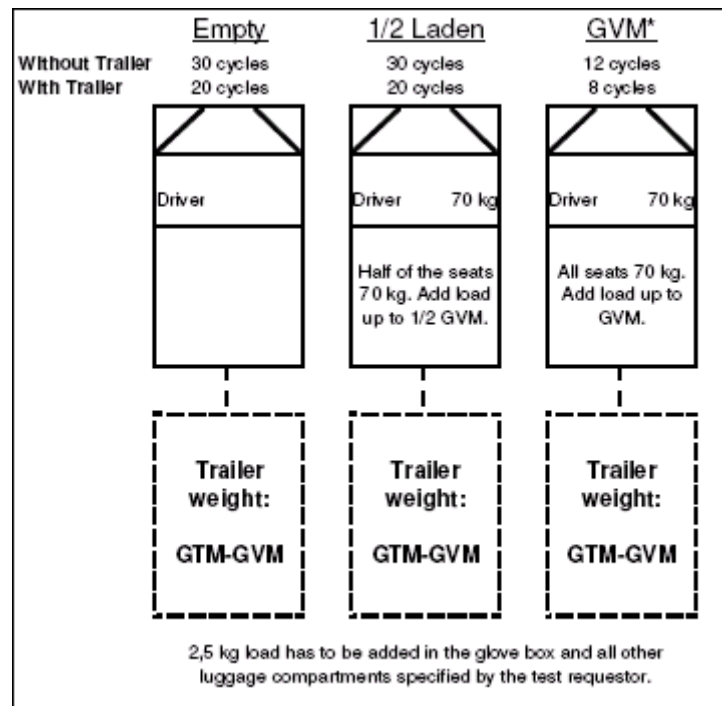 Empty 1/2 Laden GVM*
Without Trailer 30 cycles 30 cycles 12 cycles
With Trailer 20 cycles 20 cycles 8 cycles
Driver Driver 70 kg Driver 70 kg
Half of the seats
70 kg. Add load
up to 1/2 GVM.
All seats 70 kg.
Add load up to
GVM.
Trailer
weight:
GTM-GVM
Trailer
weight:
GTM-GVM
Trailer
weight:
GTM-GVM
2,5 kg load has to be added in the glove box and all other
luggage compartments specified by the test requestor.